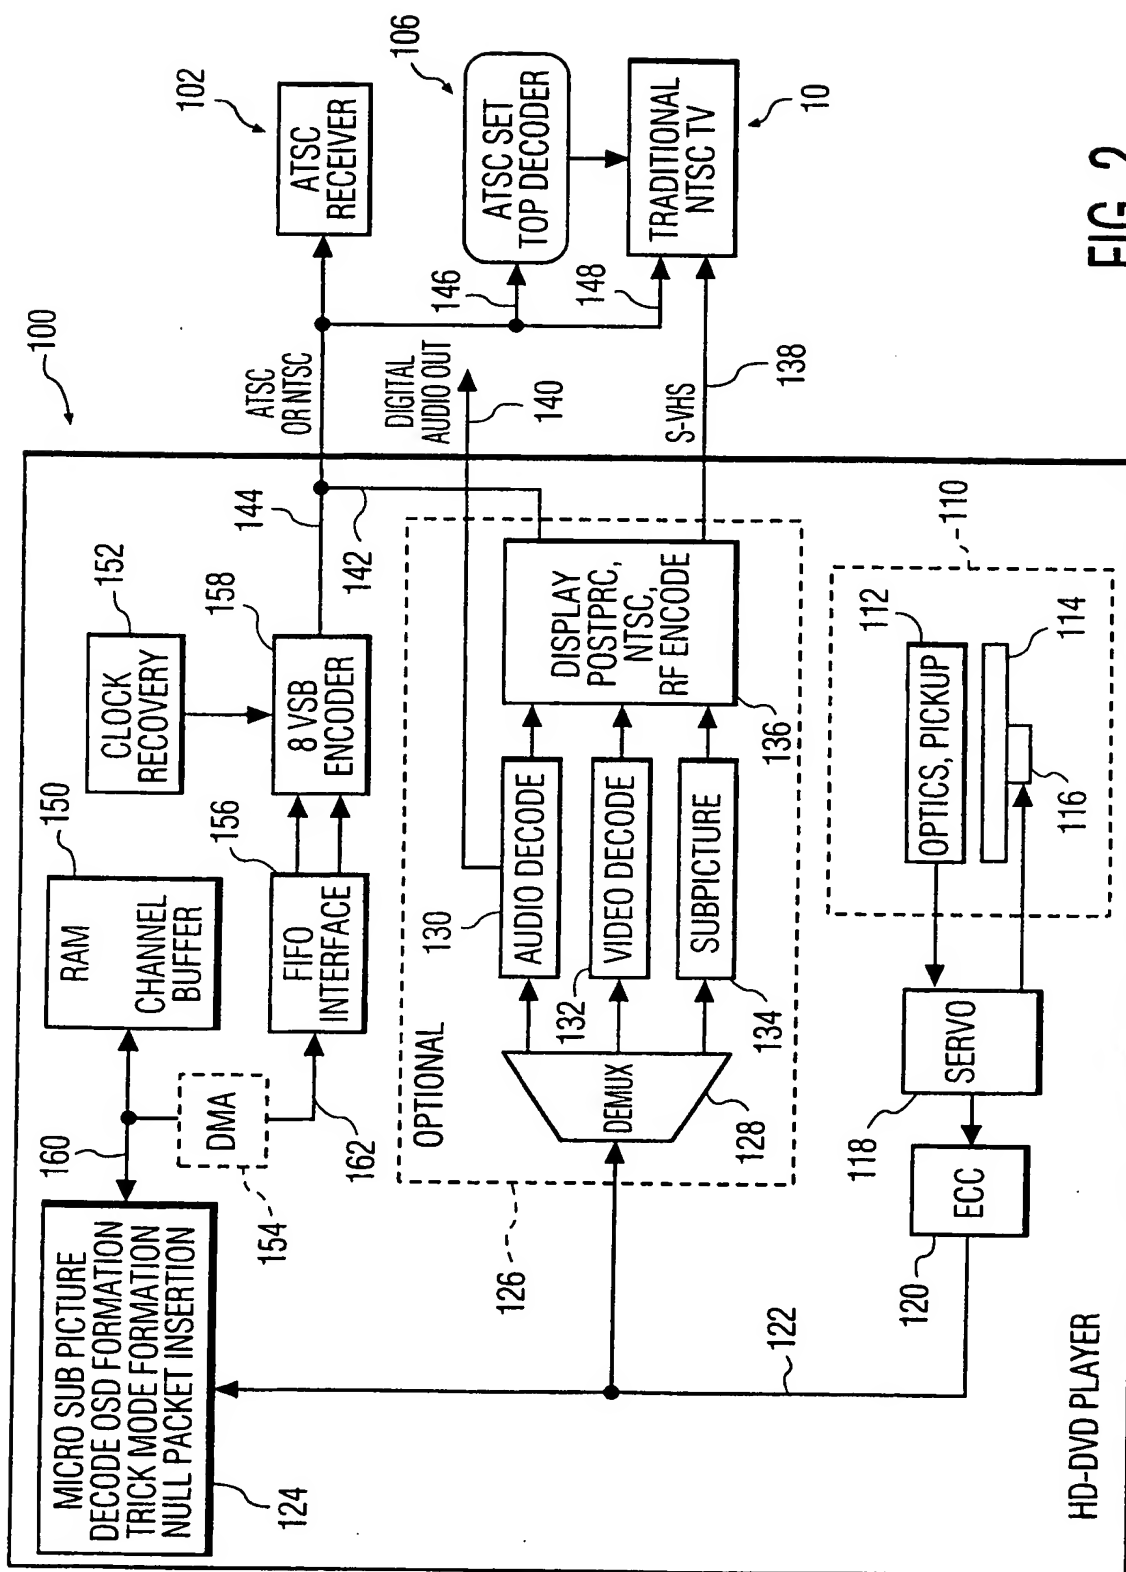 100
HD-DVD PLAYER
MICRO SUB PICTURE
DECODE OSD FORMATION
TRICK MODE FORMATION
NULL PACKET INSERTION
124
160
RAM
CHANNEL
BUFFER
150
DMA
154
162
FIFO
INTERFACE
156
CLOCK
RECOVERY
152
8 VSB
ENCODER
158
144
142
ATSC
OR NTSC
ATSC
RECEIVER
102
146
ATSC SET
TOP DECODER
106
148
TRADITIONAL
NTSC TV
10
DIGITAL
AUDIO OUT
140
S-VHS
138
OPTIONAL
126
DEMUX
128
AUDIO DECODE
130
VIDEO DECODE
132
SUBPICTURE
134
DISPLAY
POSTPRC,
NTSC,
RF ENCODE
136
122
ECC
120
SERVO
118
110
OPTICS, PICKUP
112
114
116
FIG. 2